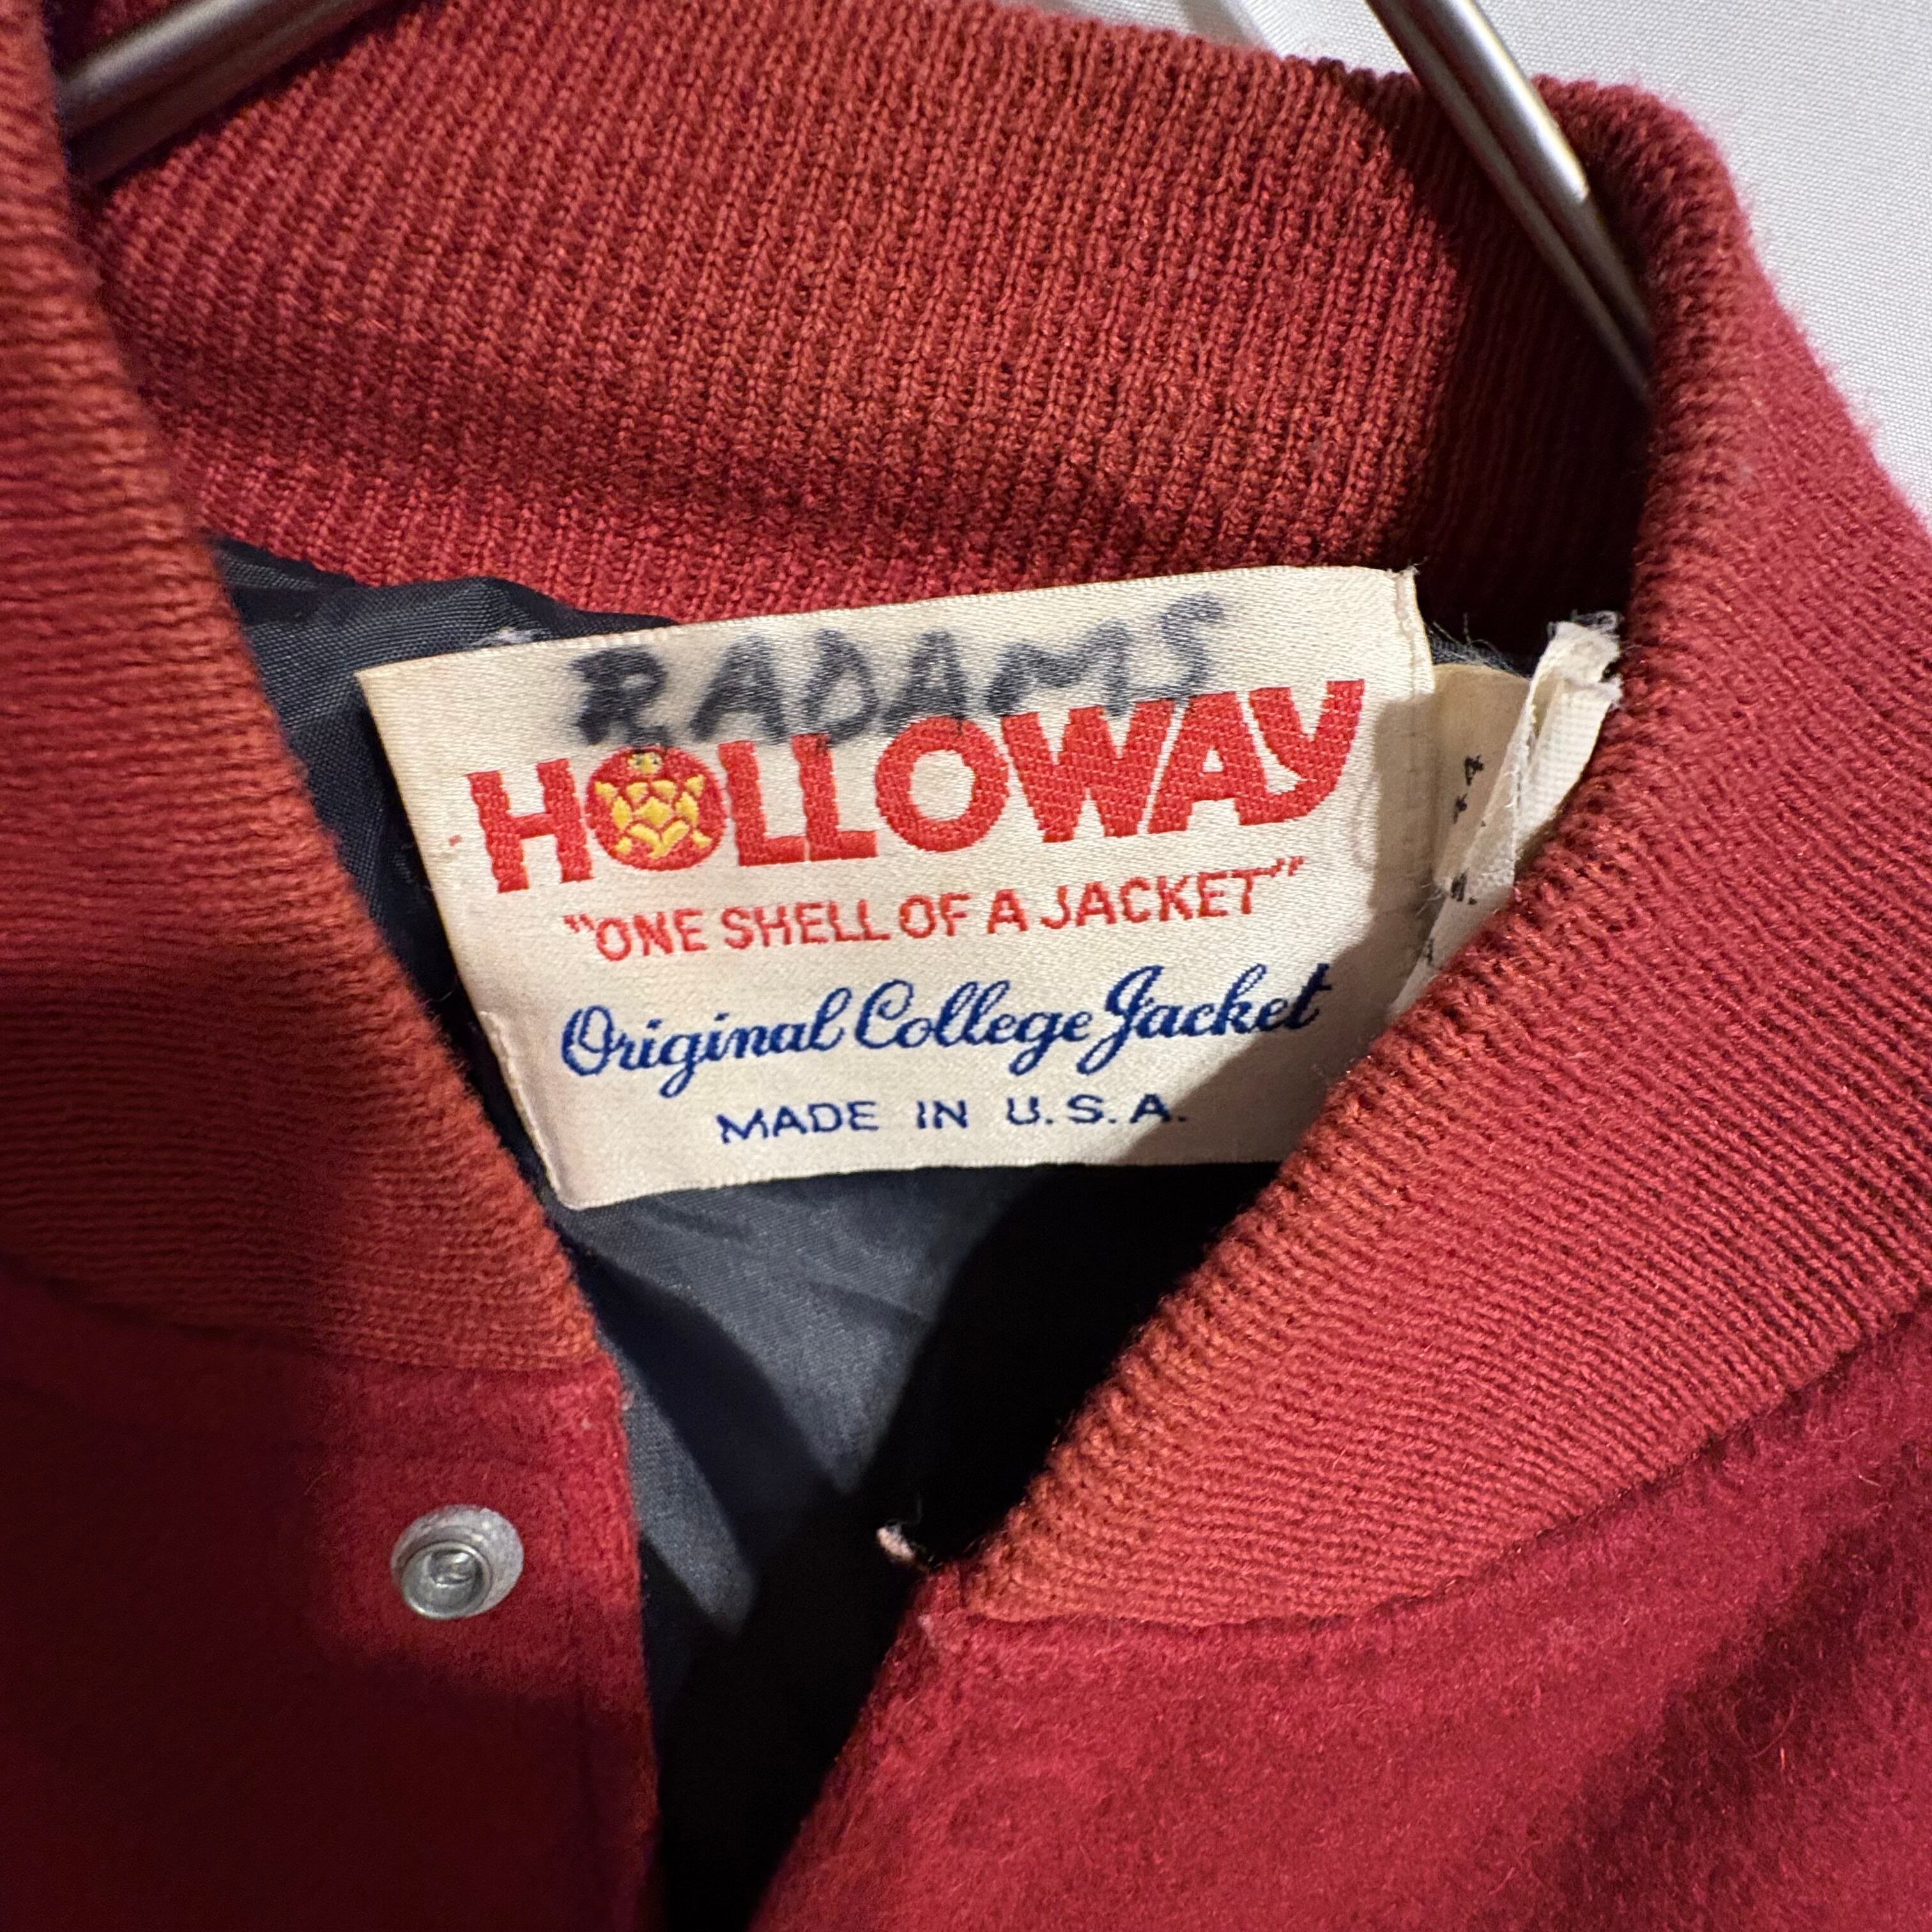 RADAMS
HOLLOWAY
"ONE SHELL OF A JACKET"
Original College Jacket
MADE IN U.S.A.